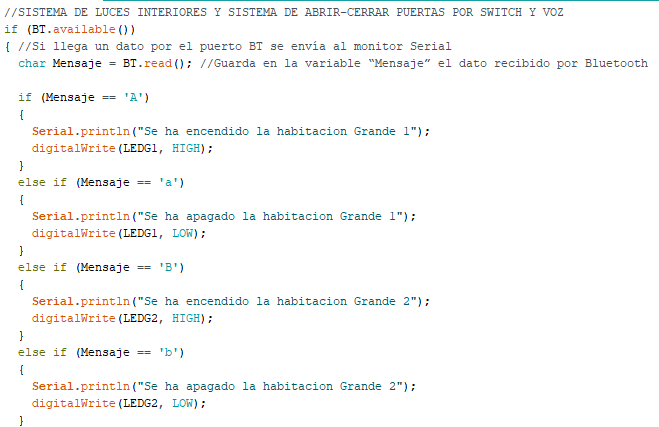 //SISTEMA DE LUCES INTERIORES Y SISTEMA DE ABRIR-CERRAR PUERTAS POR SWITCH Y VOZ
if (BT.available())
{ //Si llega un dato por el puerto BT se envía al monitor Serial
  char Mensaje = BT.read(); //Guarda en la variable “Mensaje” el dato recibido por Bluetooth

  if (Mensaje == 'A')
  {
    Serial.println("Se ha encendido la habitacion Grande 1");
    digitalWrite(LEDG1, HIGH);
  }
  else if (Mensaje == 'a')
  {
    Serial.println("Se ha apagado la habitacion Grande 1");
    digitalWrite(LEDG1, LOW);
  }
  else if (Mensaje == 'B')
  {
    Serial.println("Se ha encendido la habitacion Grande 2");
    digitalWrite(LEDG2, HIGH);
  }
  else if (Mensaje == 'b')
  {
    Serial.println("Se ha apagado la habitacion Grande 2");
    digitalWrite(LEDG2, LOW);
  }